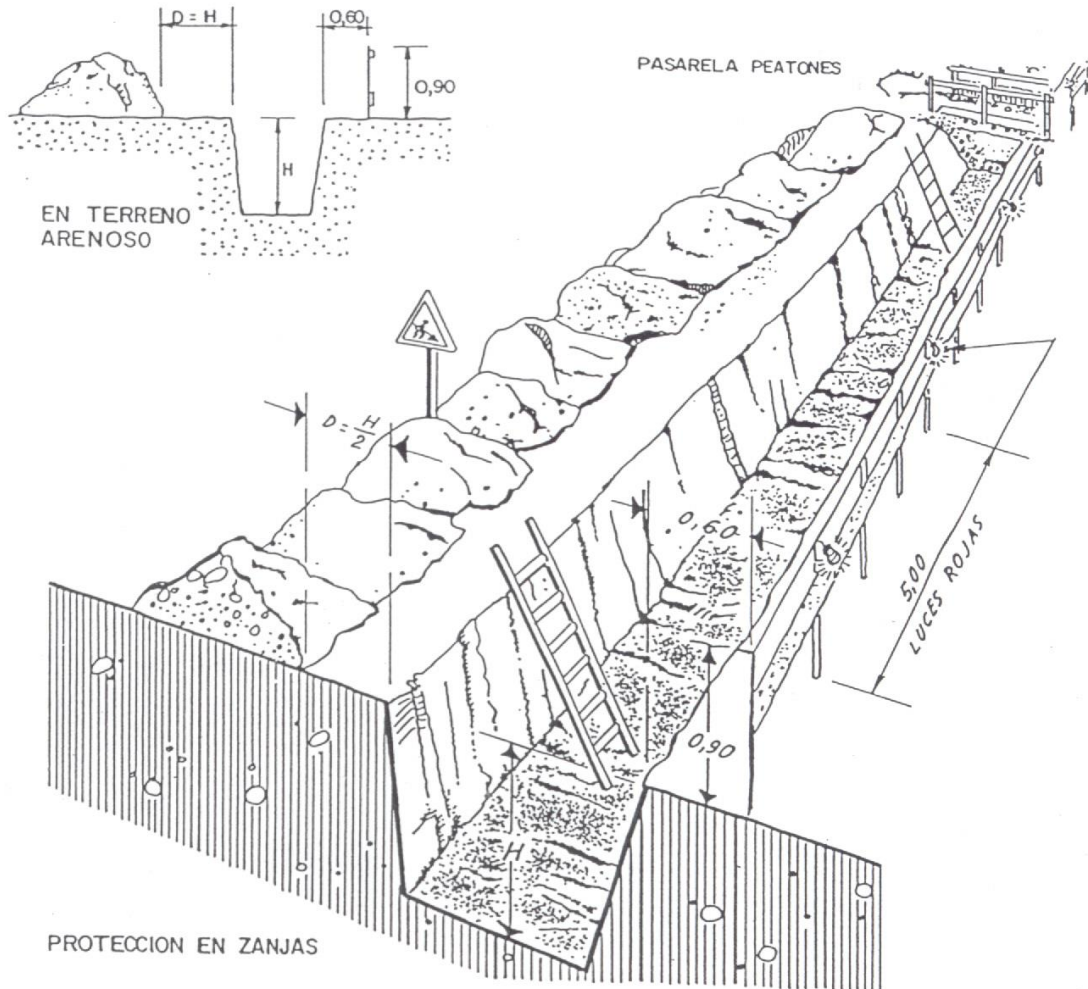 D=H
0,60
0,90
H
EN TERRENO
ARENOSO
PASARELA PEATONES
D=H/2
0,60
5,00
LUCES ROJAS
0,90
H
PROTECCION EN ZANJAS